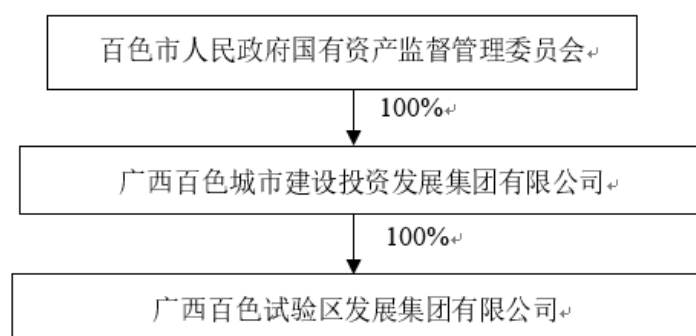 百色市人民政府国有资产监督管理委员会
100%
广西百色城市建设投资发展集团有限公司
100%
广西百色试验区发展集团有限公司